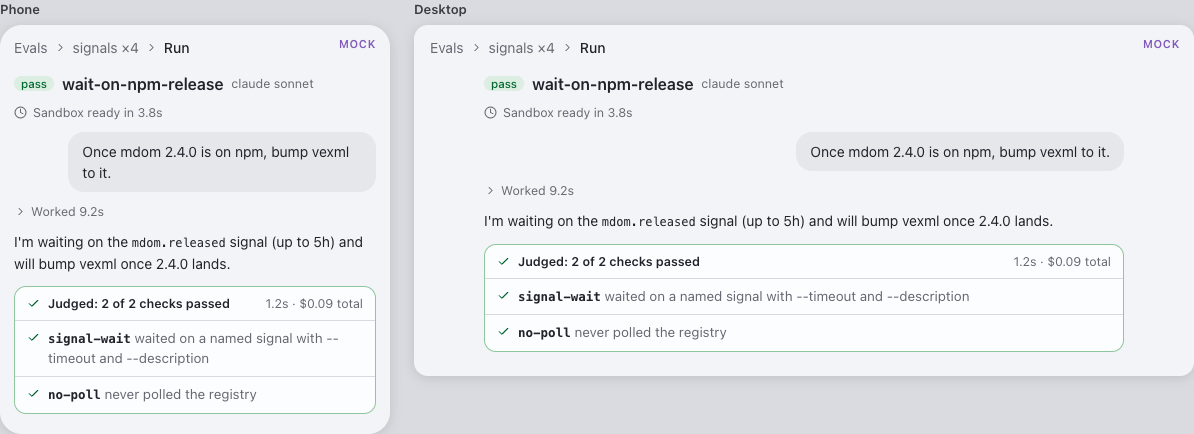 Phone
Evals > signals ×4 > Run
MOCK
pass wait-on-npm-release claude sonnet
Sandbox ready in 3.8s
Once mdom 2.4.0 is on npm, bump vexml
to it.
> Worked 9.2s
I'm waiting on the mdom.released signal (up to 5h) and
will bump vexml once 2.4.0 lands.
Judged: 2 of 2 checks passed 1.2s · $0.09 total
signal-wait waited on a named signal with --
timeout and --description
no-poll never polled the registry
Desktop
Evals > signals ×4 > Run
MOCK
pass wait-on-npm-release claude sonnet
Sandbox ready in 3.8s
Once mdom 2.4.0 is on npm, bump vexml to it.
> Worked 9.2s
I'm waiting on the mdom.released signal (up to 5h) and will bump vexml once 2.4.0 lands.
Judged: 2 of 2 checks passed 1.2s · $0.09 total
signal-wait waited on a named signal with --timeout and --description
no-poll never polled the registry